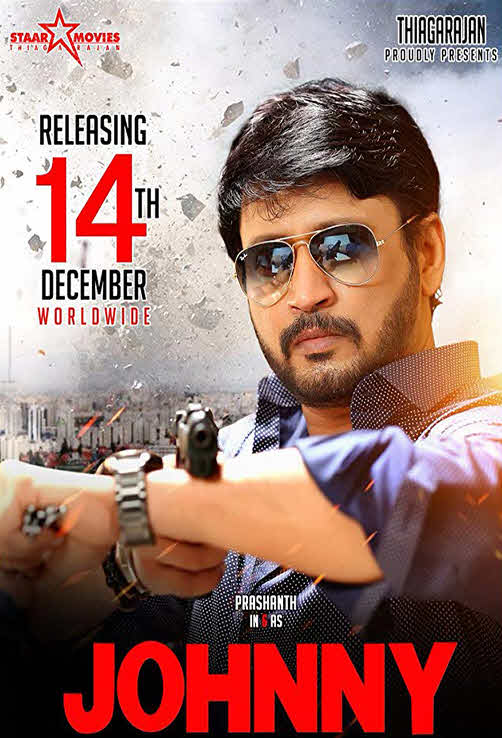 STAAR MOVIES
THIAGARAJAN
THIAGARAJAN
PROUDLY PRESENTS
RELEASING
14TH
DECEMBER
WORLDWIDE
PRASHANTH
IN & AS
JOHNNY